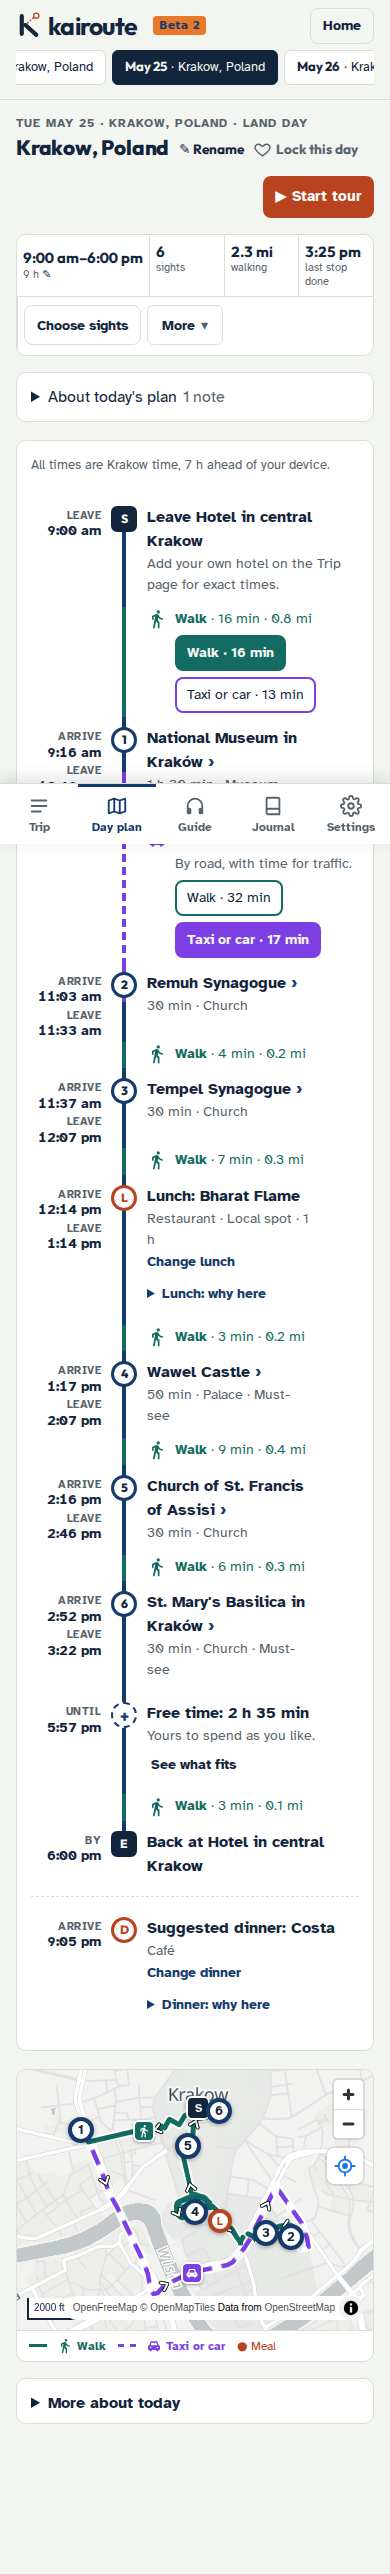 kairoute Beta 2 Home
rakow, Poland May 25 · Krakow, Poland May 26 · Krak
TUE MAY 25 · KRAKOW, POLAND · LAND DAY
Krakow, Poland ✎ Rename Lock this day
▶ Start tour
9:00 am–6:00 pm 6 2.3 mi 3:25 pm
9 h ✎ sights walking last stop
done
Choose sights More ▼
▶ About today's plan 1 note
All times are Krakow time, 7 h ahead of your device.
LEAVE
9:00 am
S
Leave Hotel in central
Krakow
Add your own hotel on the Trip
page for exact times.
Walk · 16 min · 0.8 mi
Walk · 16 min
Taxi or car · 13 min
ARRIVE
9:16 am
LEAVE
1
National Museum in
Kraków ›
Trip Day plan Guide Journal Settings
By road, with time for traffic.
Walk · 32 min
Taxi or car · 17 min
ARRIVE
11:03 am
LEAVE
11:33 am
2
Remuh Synagogue ›
30 min · Church
Walk · 4 min · 0.2 mi
ARRIVE
11:37 am
LEAVE
12:07 pm
3
Tempel Synagogue ›
30 min · Church
Walk · 7 min · 0.3 mi
ARRIVE
12:14 pm
LEAVE
1:14 pm
L
Lunch: Bharat Flame
Restaurant · Local spot · 1
h
Change lunch
▶ Lunch: why here
Walk · 3 min · 0.2 mi
ARRIVE
1:17 pm
LEAVE
2:07 pm
4
Wawel Castle ›
50 min · Palace · Must-
see
Walk · 9 min · 0.4 mi
ARRIVE
2:16 pm
LEAVE
2:46 pm
5
Church of St. Francis
of Assisi ›
30 min · Church
Walk · 6 min · 0.3 mi
ARRIVE
2:52 pm
LEAVE
3:22 pm
6
St. Mary's Basilica in
Kraków ›
30 min · Church · Must-
see
UNTIL
5:57 pm
+
Free time: 2 h 35 min
Yours to spend as you like.
See what fits
Walk · 3 min · 0.1 mi
BY
6:00 pm
E
Back at Hotel in central
Krakow
ARRIVE
9:05 pm
D
Suggested dinner: Costa
Café
Change dinner
▶ Dinner: why here
Krakow
S 6
1
5
4 L 3 2
+
−
2000 ft OpenFreeMap © OpenMapTiles Data from OpenStreetMap
Walk Taxi or car Meal
▶ More about today